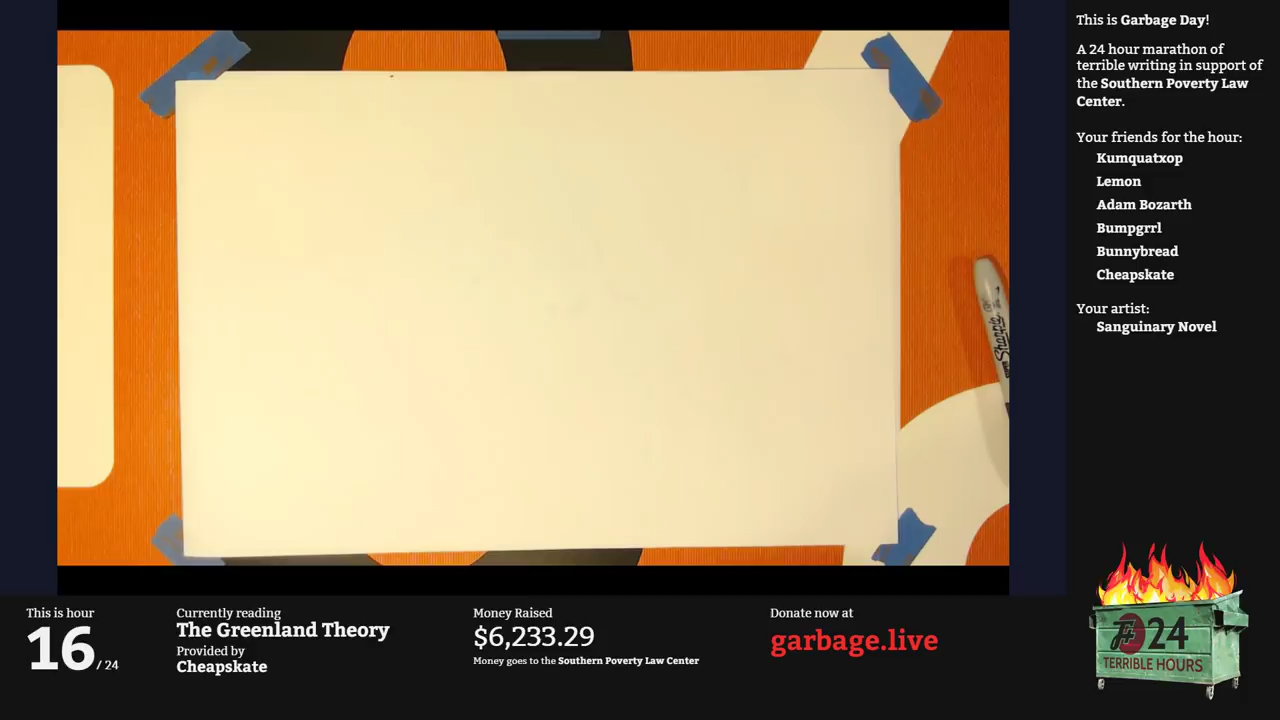 This is Garbage Day!
A 24 hour marathon of
terrible writing in support of
the Southern Poverty Law
Center.
Your friends for the hour:
Kumquatxop
Lemon
Adam Bozarth
Bumpgrrl
Bunnybread
Cheapskate
Your artist:
Sanguinary Novel
Sharpie
This is hour
16 / 24
Currently reading
The Greenland Theory
Provided by
Cheapskate
Money Raised
$6,233.29
Money goes to the Southern Poverty Law Center
Donate now at
garbage.live
24
TERRIBLE HOURS